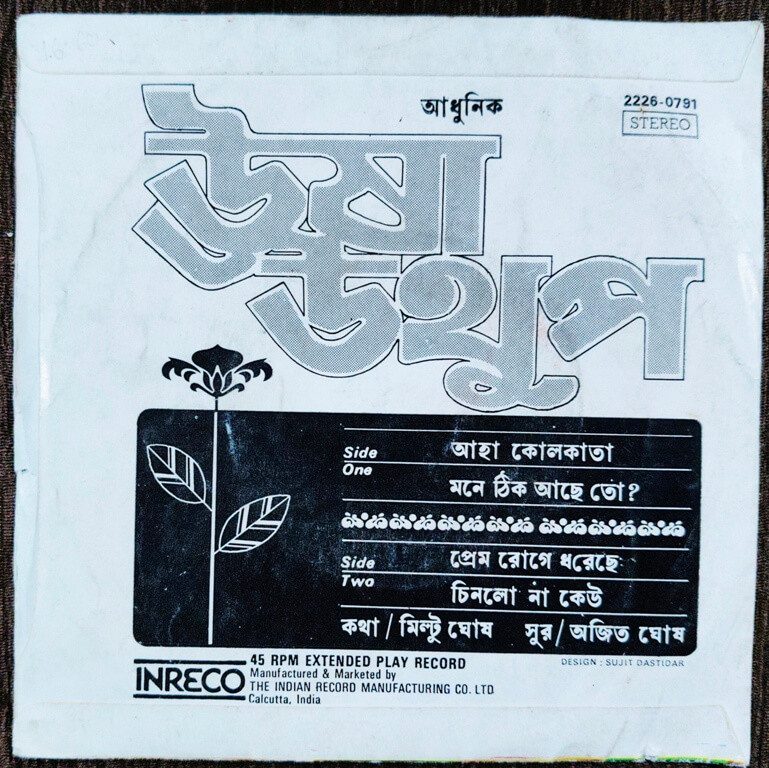 আধুনিক
2226-0791
STEREO
ঊষা
উথুপ
Side One
আহা কোলকাতা
মনে ঠিক আছে তো?
Side Two
প্রেম রোগে ধরেছে
চিনলো না কেউ
কথা / মিল্টু ঘোষ সুর / অজিত ঘোষ
DESIGN : SUJIT DASTIDAR
INRECO
45 RPM EXTENDED PLAY RECORD
Manufactured & Marketed by
THE INDIAN RECORD MANUFACTURING CO. LTD
Calcutta, India